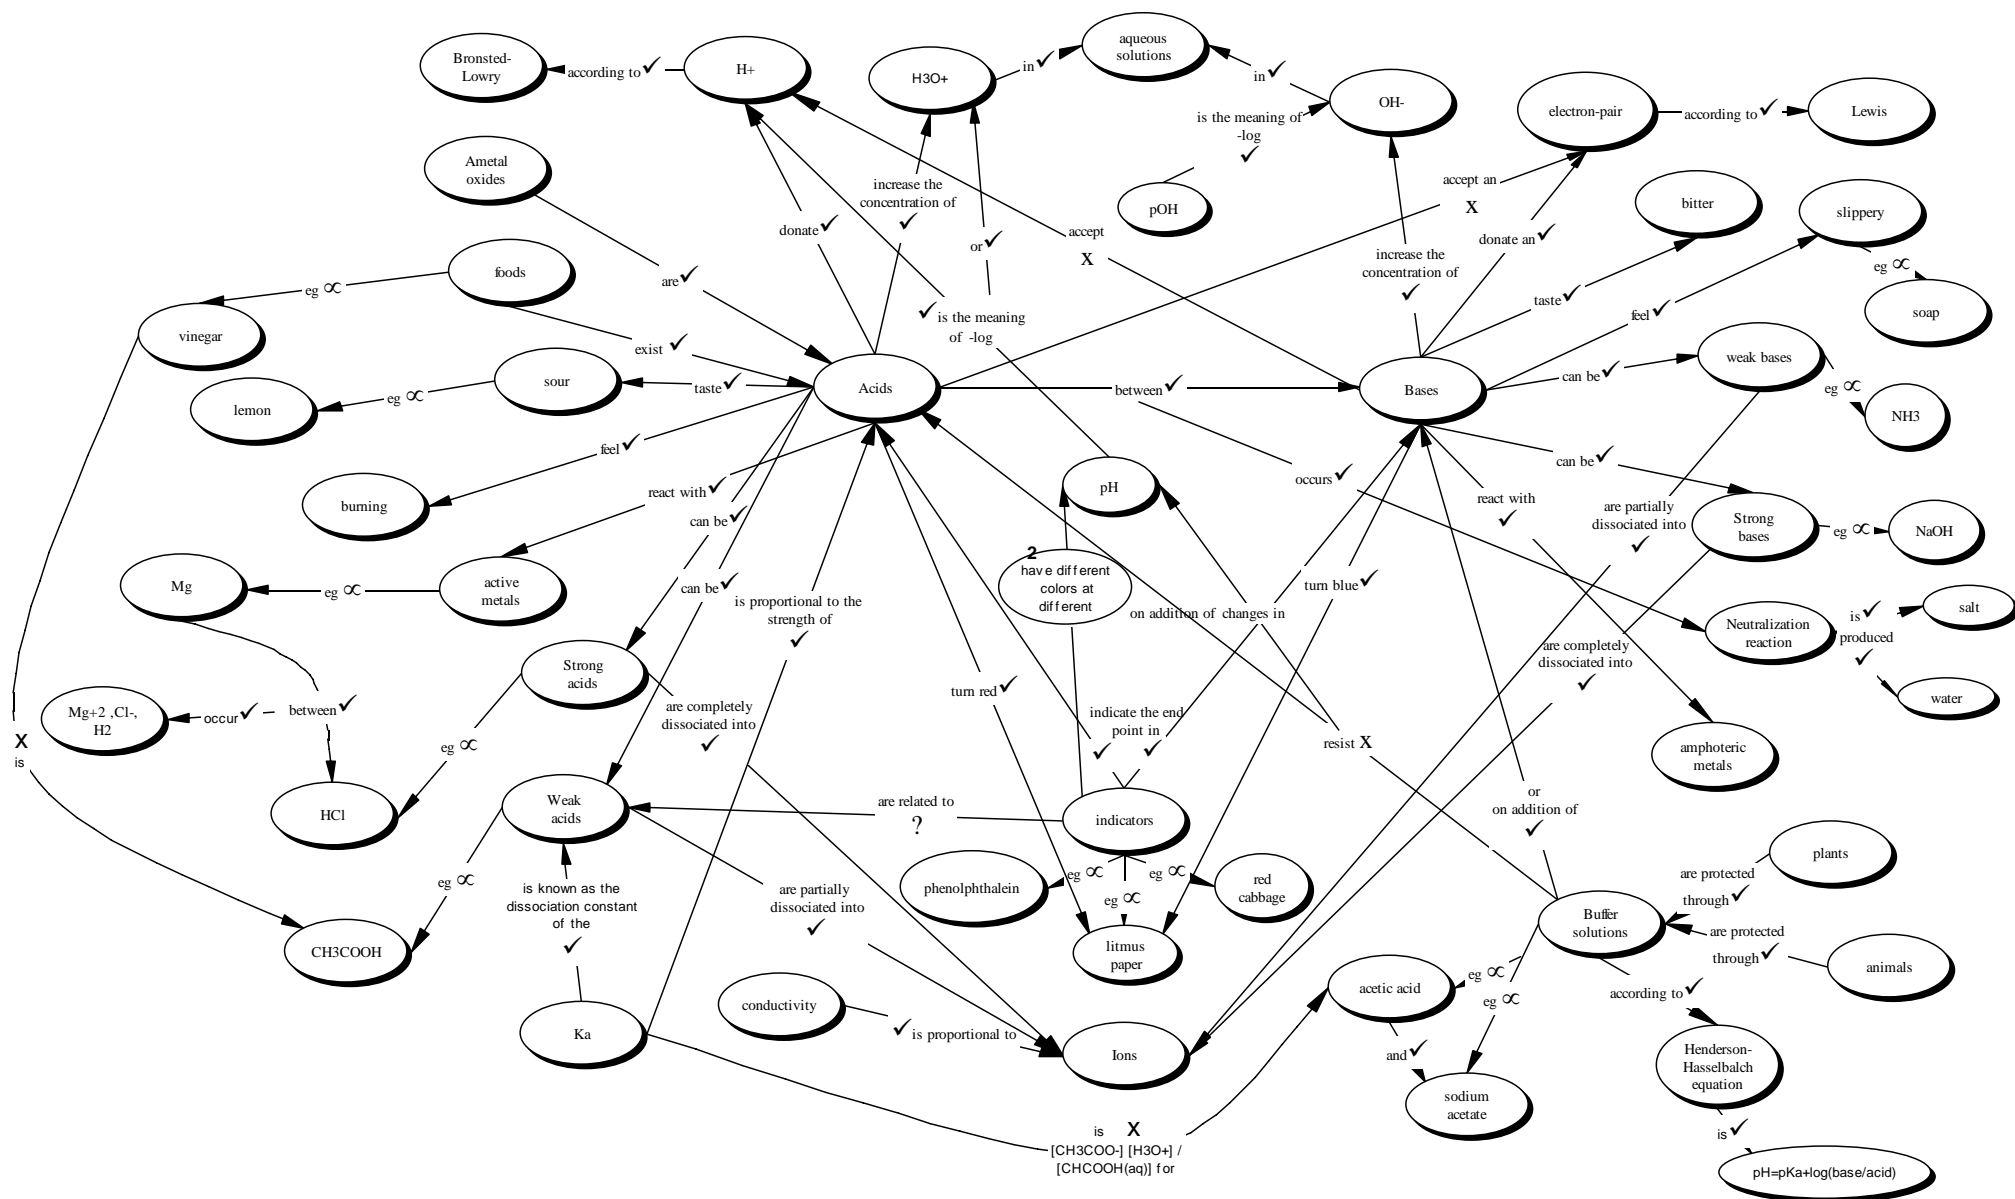 Bronsted-
Lowry
according to ✓
H+
H3O+
in ✓
aqueous
solutions
in ✓
OH-
is the meaning of
-log
✓
pOH
electron-pair
according to ✓
Lewis
Ametal
oxides
are ✓
donate ✓
increase the
concentration of
✓
or ✓
accept
X
accept an
X
increase the
concentration of
✓
donate an ✓
bitter
taste ✓
slippery
feel ✓
eg ∝
soap
foods
eg ∝
vinegar
exist ✓
✓ is the meaning
of -log
sour
taste ✓
eg ∝
lemon
Acids
between ✓
Bases
can be ✓
weak bases
eg ∝
NH3
feel ✓
burning
react with ✓
can be ✓
can be ✓
pH
occurs ✓
react with
✓
can be ✓
Strong
bases
eg ∝
NaOH
are partially
dissociated into
✓
Mg
eg ∝
active
metals
is proportional to the
strength of
✓
2
have different
colors at
different
on addition of changes in
turn blue ✓
Neutralization
reaction
is ✓
produced
✓
salt
water
are completely
dissociated into
✓
Strong
acids
are completely
dissociated into
✓
turn red ✓
indicate the end
point in
✓ ✓
resist X
amphoteric
metals
Mg+2 ,Cl-,
H2
occur ✓
between ✓
X
is
eg ∝
HCl
Weak
acids
are related to
?
indicators
or
on addition of
✓
plants
are protected
through ✓
eg ∝
is known as the
dissociation constant
of the
✓
are partially
dissociated into
✓
phenolphthalein
eg ∝
eg ∝
eg ∝
red
cabbage
litmus
paper
Buffer
solutions
are protected
through ✓
animals
CH3COOH
conductivity
✓ is proportional to
Ions
acetic acid
eg ∝
eg ∝
according to ✓
Ka
and ✓
sodium
acetate
Henderson-
Hasselbalch
equation
is X
[CH3COO-] [H3O+] /
[CHCOOH(aq)] for
is ✓
pH=pKa+log(base/acid)